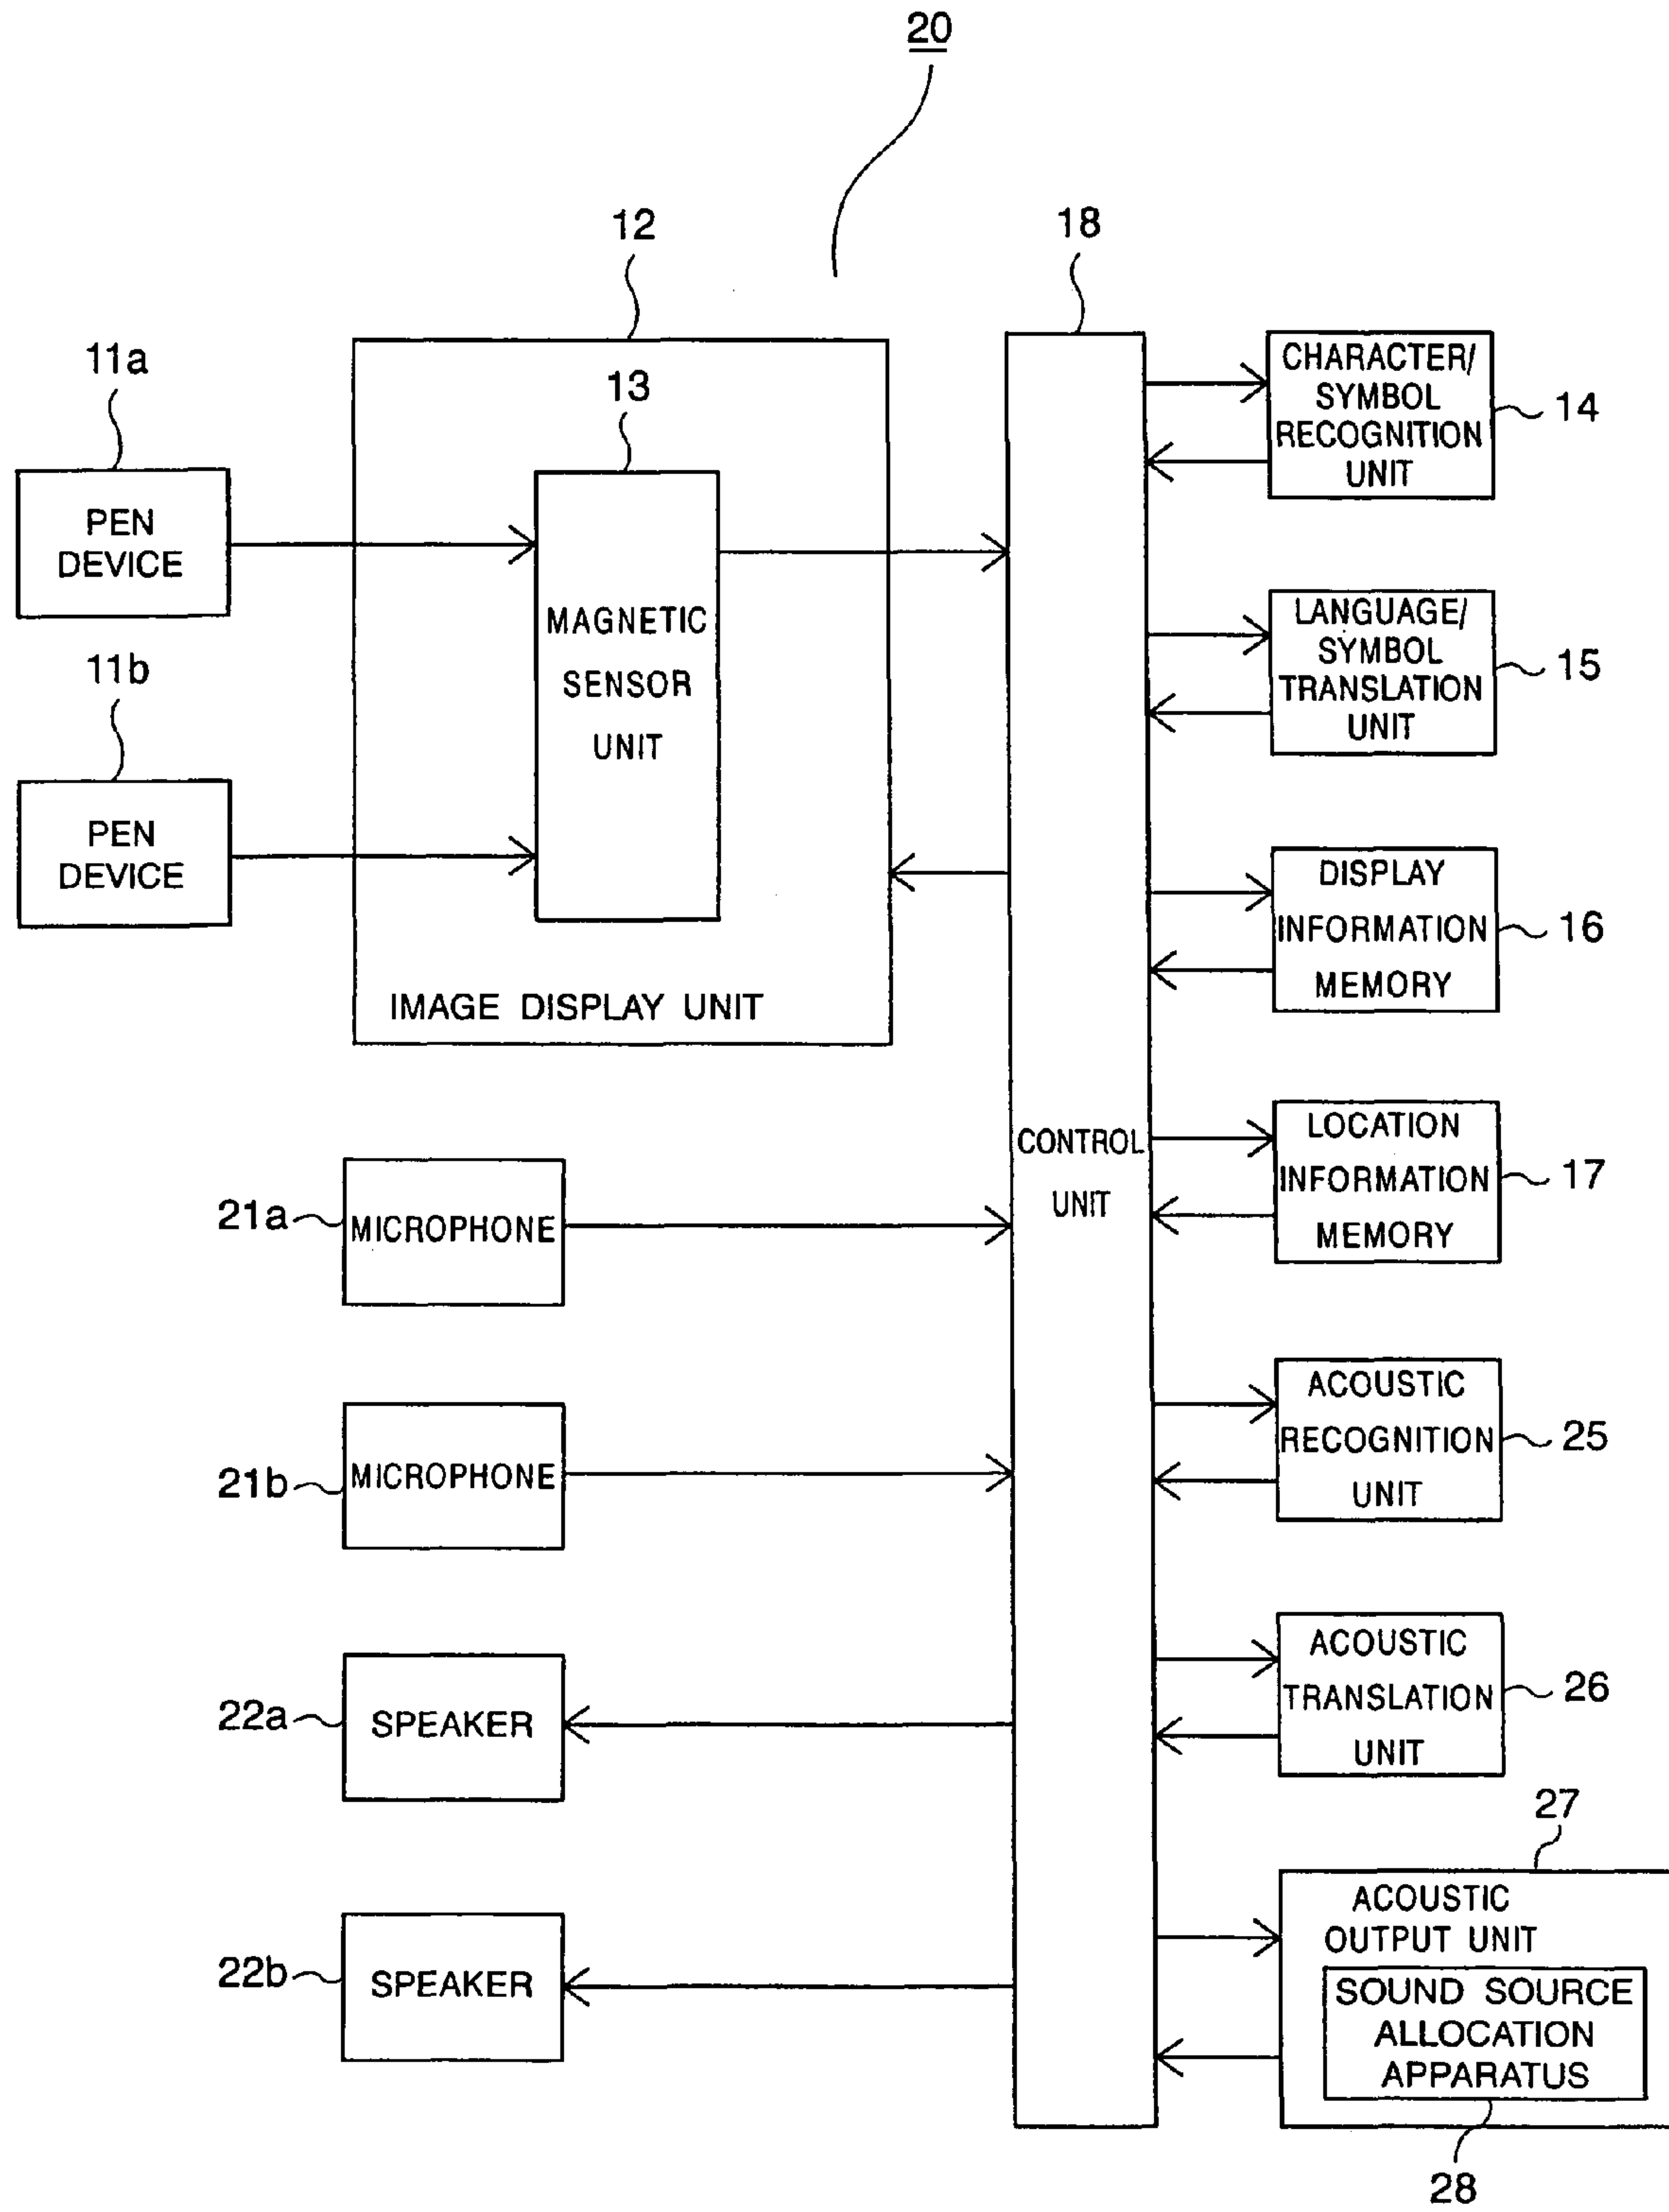 20
12
18
11a
13
CHARACTER/
SYMBOL
RECOGNITION
UNIT
14
PEN
DEVICE
MAGNETIC
SENSOR
UNIT
LANGUAGE/
SYMBOL
TRANSLATION
UNIT
15
11b
PEN
DEVICE
DISPLAY
INFORMATION
MEMORY
16
IMAGE DISPLAY UNIT
CONTROL
UNIT
LOCATION
INFORMATION
MEMORY
17
21a
MICROPHONE
ACOUSTIC
RECOGNITION
UNIT
25
21b
MICROPHONE
ACOUSTIC
TRANSLATION
UNIT
26
22a
SPEAKER
27
ACOUSTIC
OUTPUT UNIT
22b
SPEAKER
SOUND SOURCE
ALLOCATION
APPARATUS
28